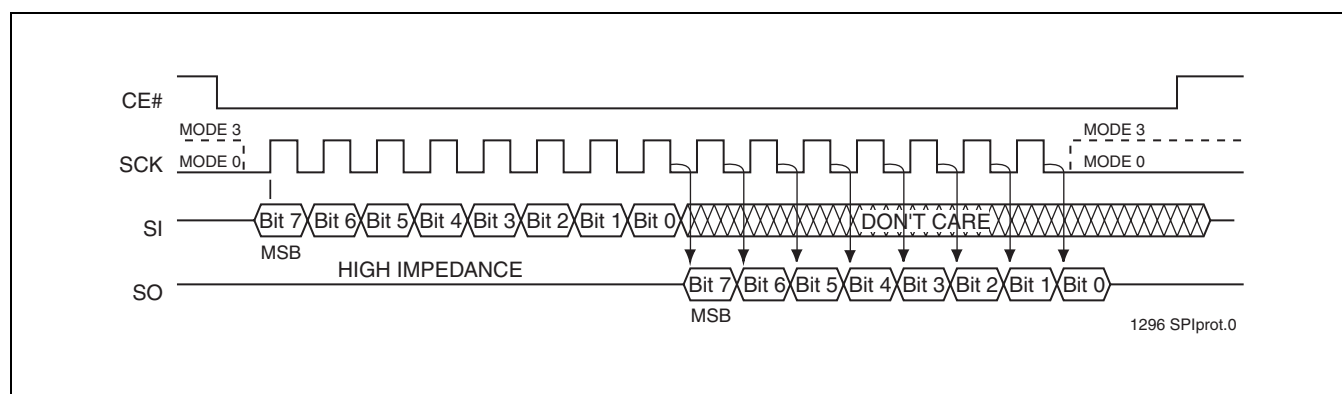 CE#
MODE 3
MODE 3
SCK
MODE 0
MODE 0
SI
Bit 7 Bit 6 Bit 5 Bit 4 Bit 3 Bit 2 Bit 1 Bit 0 DON'T CARE
MSB
HIGH IMPEDANCE
SO
Bit 7 Bit 6 Bit 5 Bit 4 Bit 3 Bit 2 Bit 1 Bit 0
MSB
1296 SPIprot.0